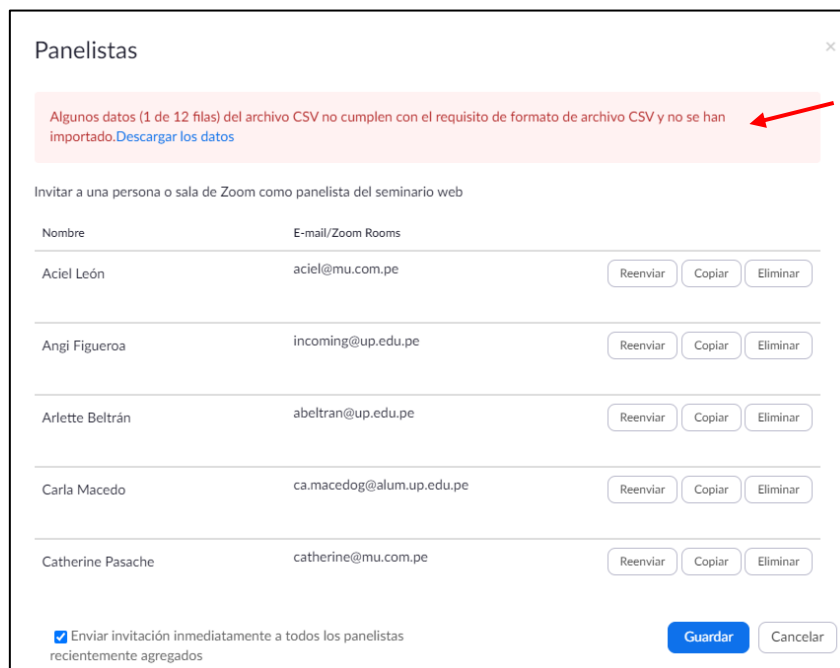 Panelistas
×
Algunos datos (1 de 12 filas) del archivo CSV no cumplen con el requisito de formato de archivo CSV y no se han
importado.Descargar los datos
Invitar a una persona o sala de Zoom como panelista del seminario web
Nombre E-mail/Zoom Rooms
Aciel León aciel@mu.com.pe Reenviar Copiar Eliminar
Angi Figueroa incoming@up.edu.pe Reenviar Copiar Eliminar
Arlette Beltrán abeltran@up.edu.pe Reenviar Copiar Eliminar
Carla Macedo ca.macedog@alum.up.edu.pe Reenviar Copiar Eliminar
Catherine Pasache catherine@mu.com.pe Reenviar Copiar Eliminar
Enviar invitación inmediatamente a todos los panelistas
recientemente agregados
Guardar Cancelar